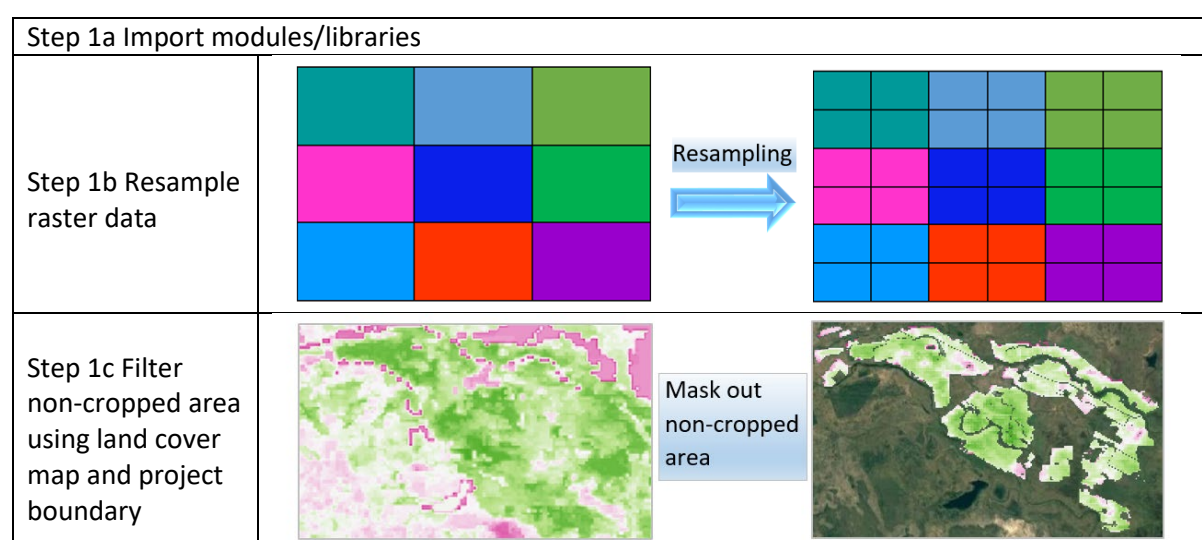 Step 1a Import modules/libraries
Step 1b Resample
raster data
Resampling
Step 1c Filter
non-cropped area
using land cover
map and project
boundary
Mask out
non-cropped
area